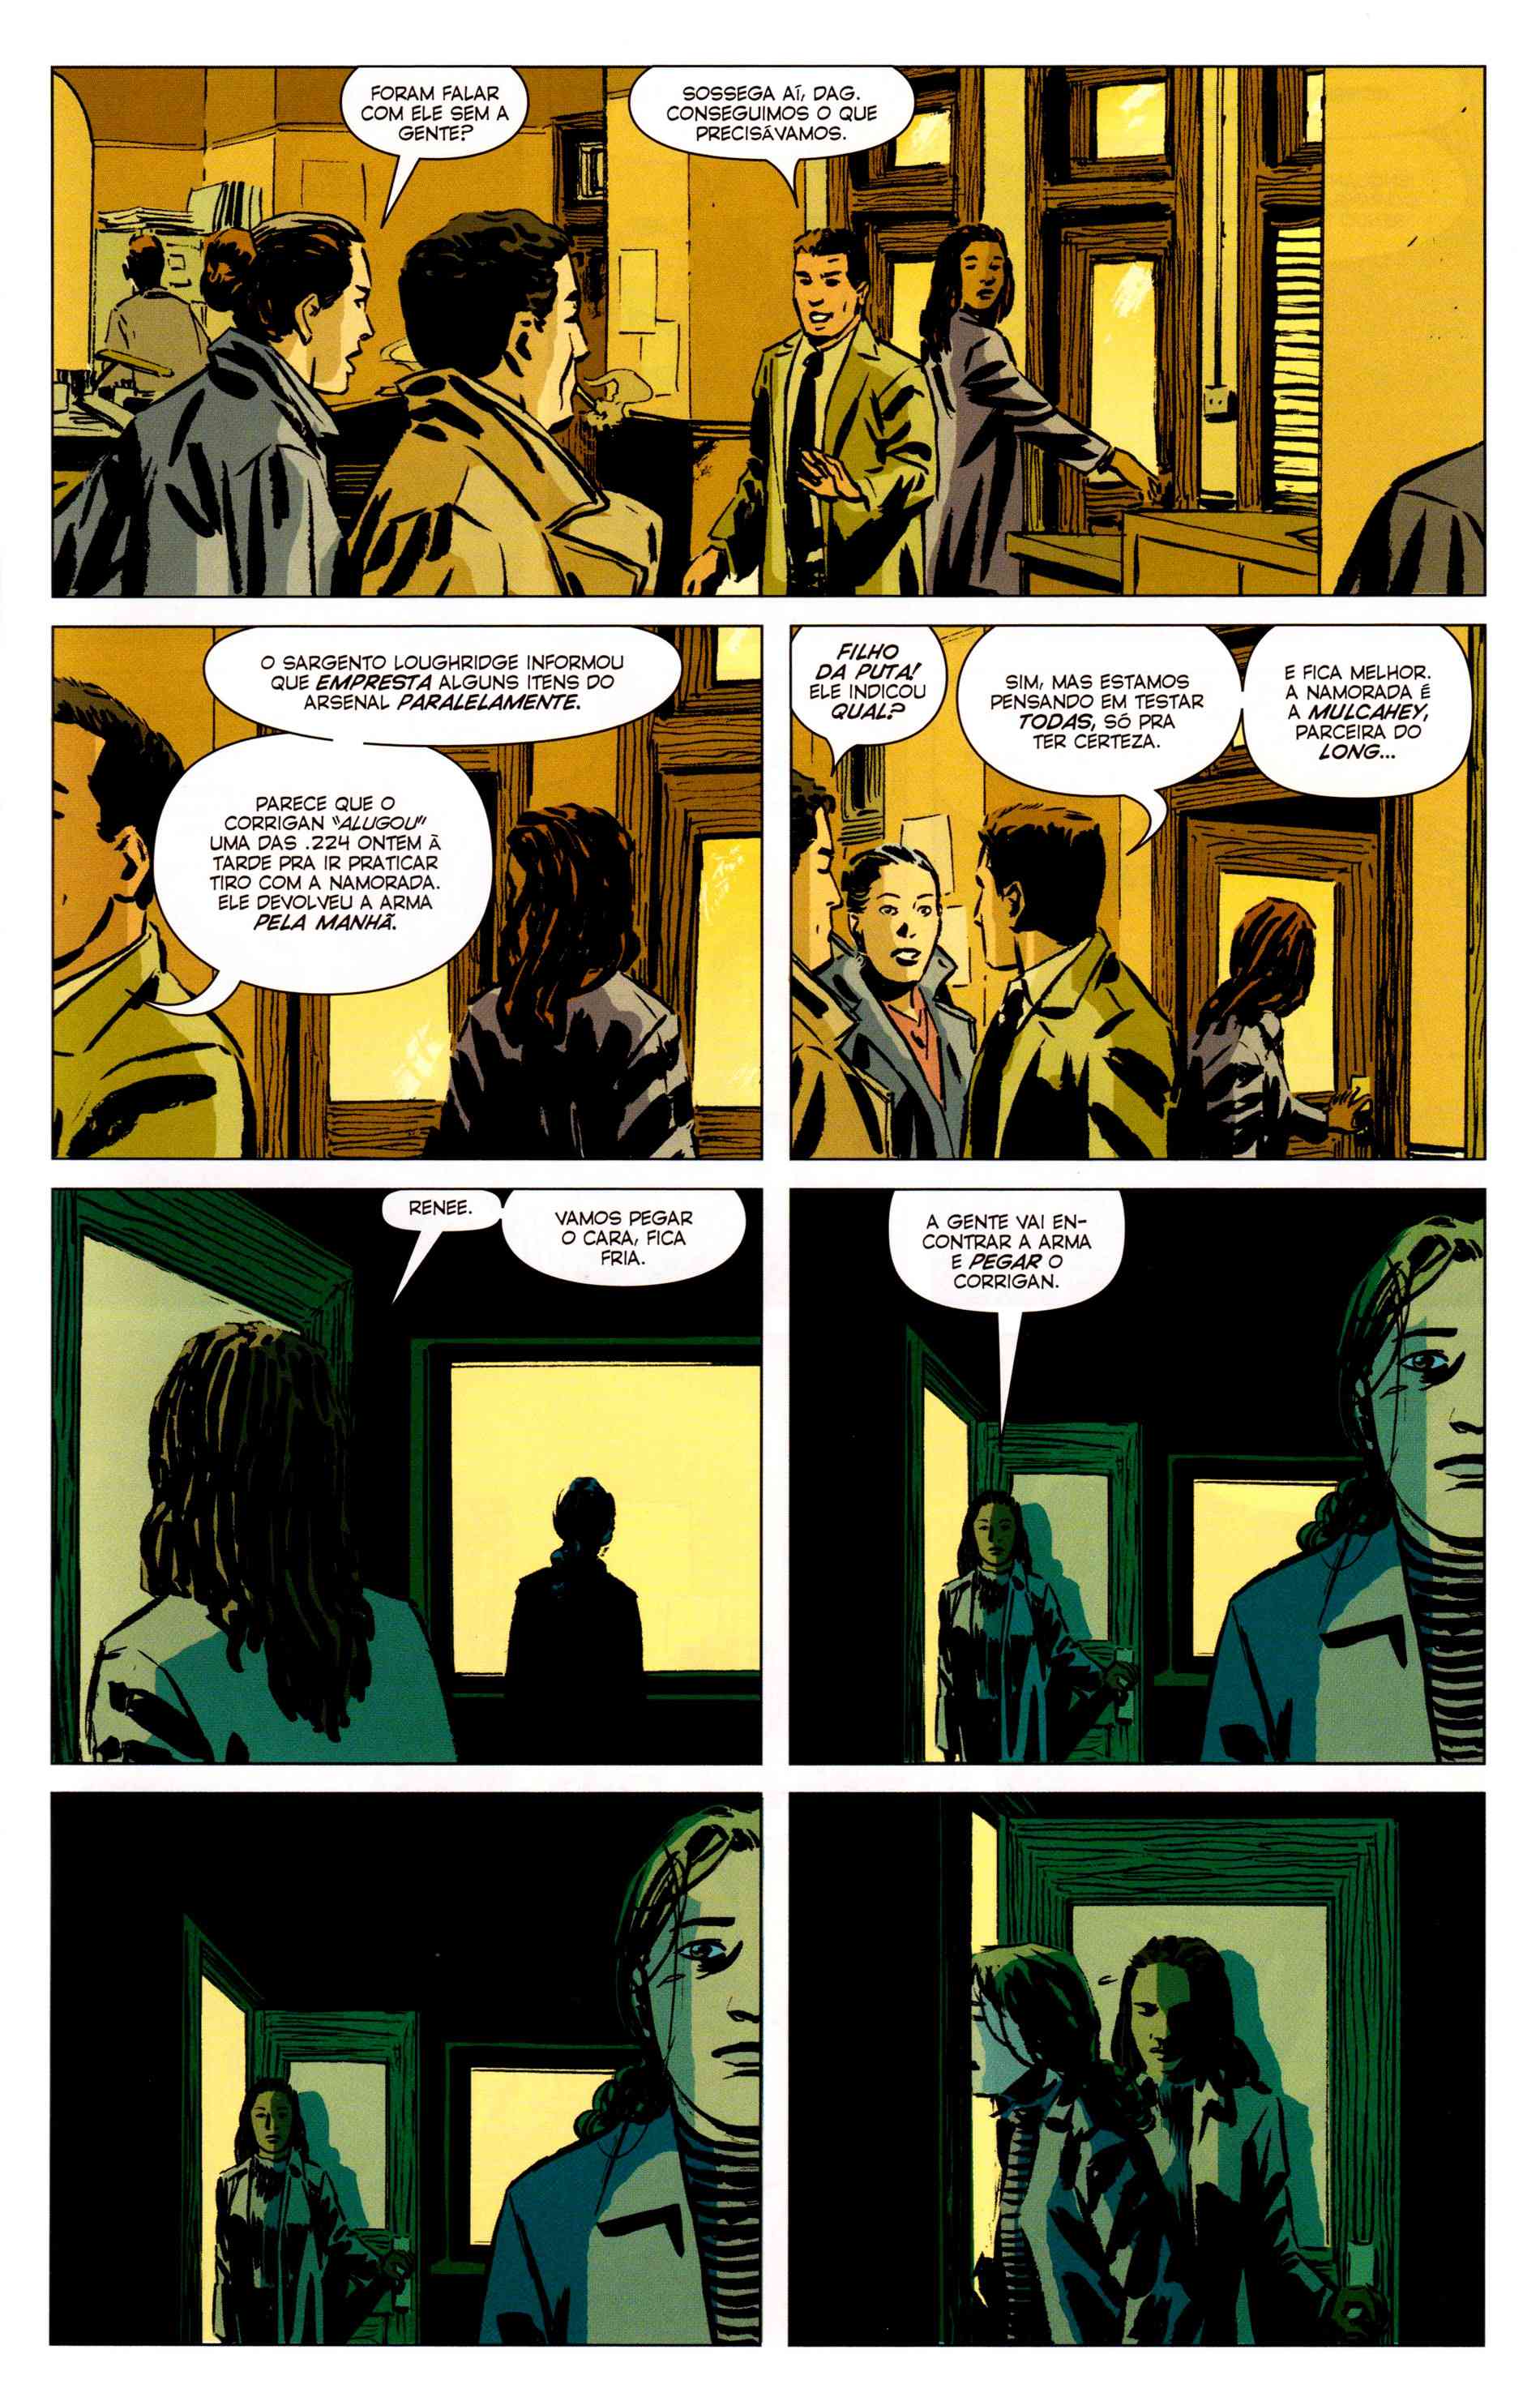 FORAM FALAR
COM ELE SEM A
GENTE?
SOSSEGA AÍ, DAG.
CONSEGUIMOS O QUE
PRECISÁVAMOS.
O SARGENTO LOUGHRIDGE INFORMOU
QUE EMPRESTA ALGUNS ITENS DO
ARSENAL PARALELAMENTE.
PARECE QUE O
CORRIGAN "ALUGOU"
UMA DAS .224 ONTEM À
TARDE PRA IR PRATICAR
TIRO COM A NAMORADA.
ELE DEVOLVEU A ARMA
PELA MANHÃ.
FILHO
DA PUTA!
ELE INDICOU
QUAL?
SIM, MAS ESTAMOS
PENSANDO EM TESTAR
TODAS, SÓ PRA
TER CERTEZA.
E FICA MELHOR.
A NAMORADA É
A MULCAHEY,
PARCEIRA DO
LONG...
RENEE.
VAMOS PEGAR
O CARA, FICA
FRIA.
A GENTE VAI EN-
CONTRAR A ARMA
E PEGAR O
CORRIGAN.